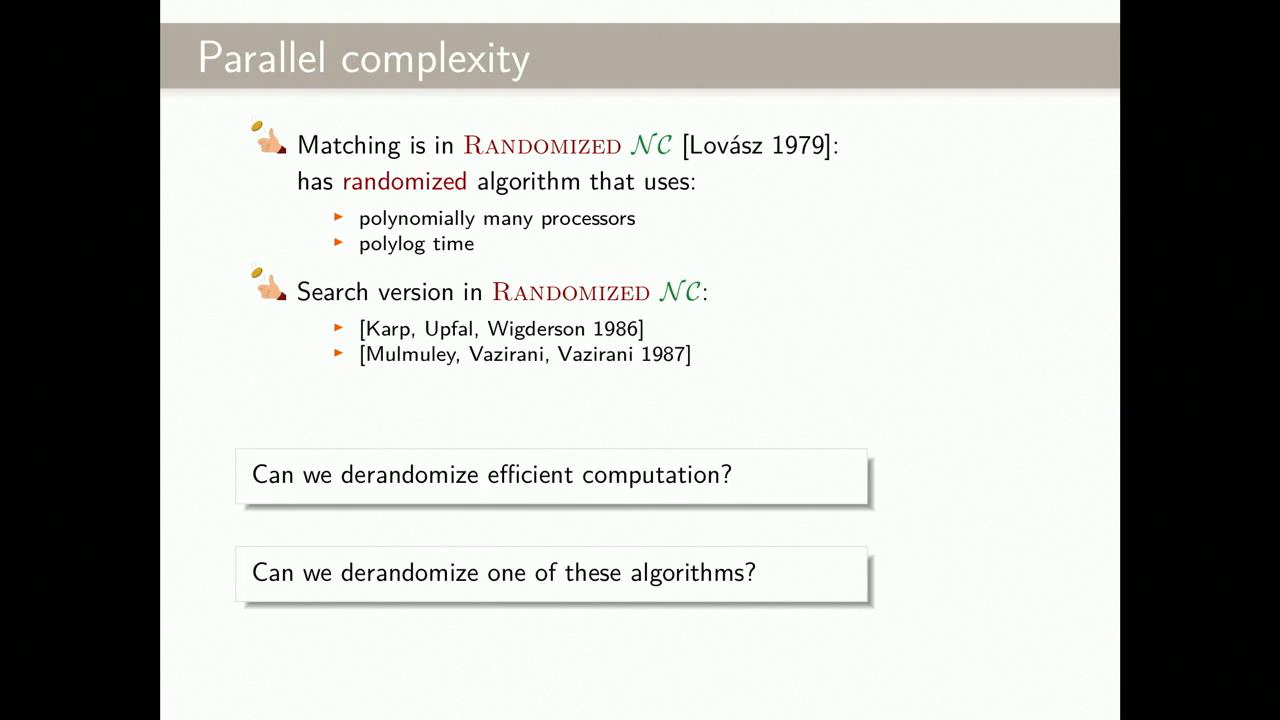 Parallel complexity
Matching is in RANDOMIZED NC [Lovász 1979]:
has randomized algorithm that uses:
polynomially many processors
polylog time
Search version in RANDOMIZED NC:
[Karp, Upfal, Wigderson 1986]
[Mulmuley, Vazirani, Vazirani 1987]
Can we derandomize efficient computation?
Can we derandomize one of these algorithms?